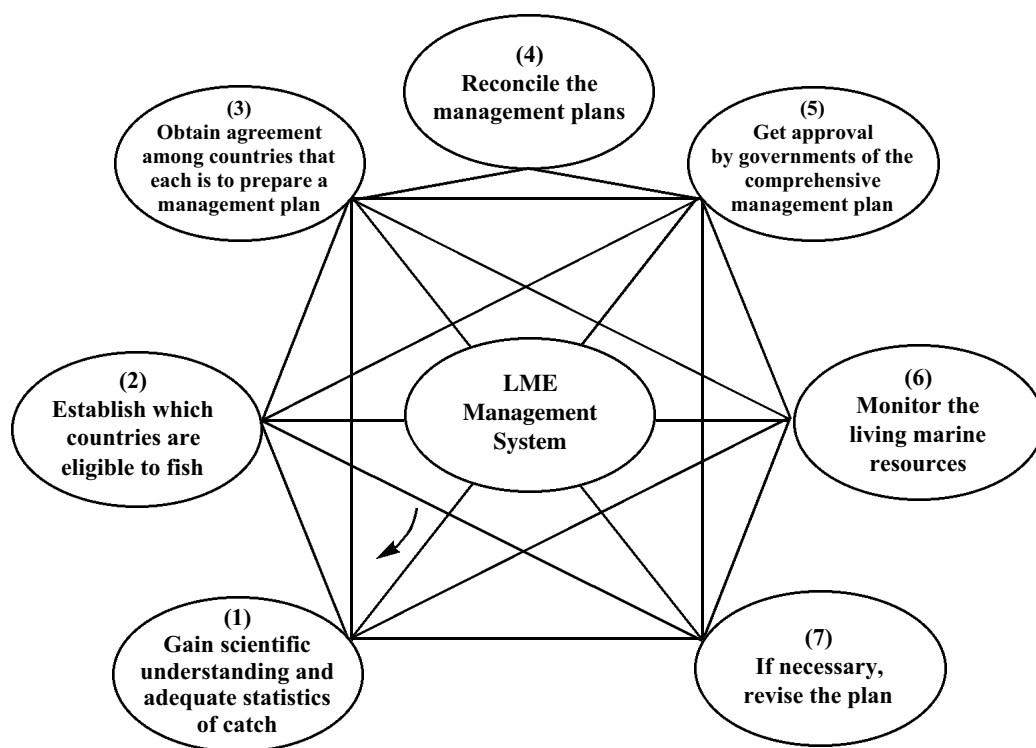 (4)
Reconcile the
management plans
(3)
Obtain agreement
among countries that
each is to prepare a
management plan
(5)
Get approval
by governments of the
comprehensive
management plan
(2)
Establish which
countries are
eligible to fish
LME
Management
System
(6)
Monitor the
living marine
resources
(1)
Gain scientific
understanding and
adequate statistics
of catch
(7)
If necessary,
revise the plan